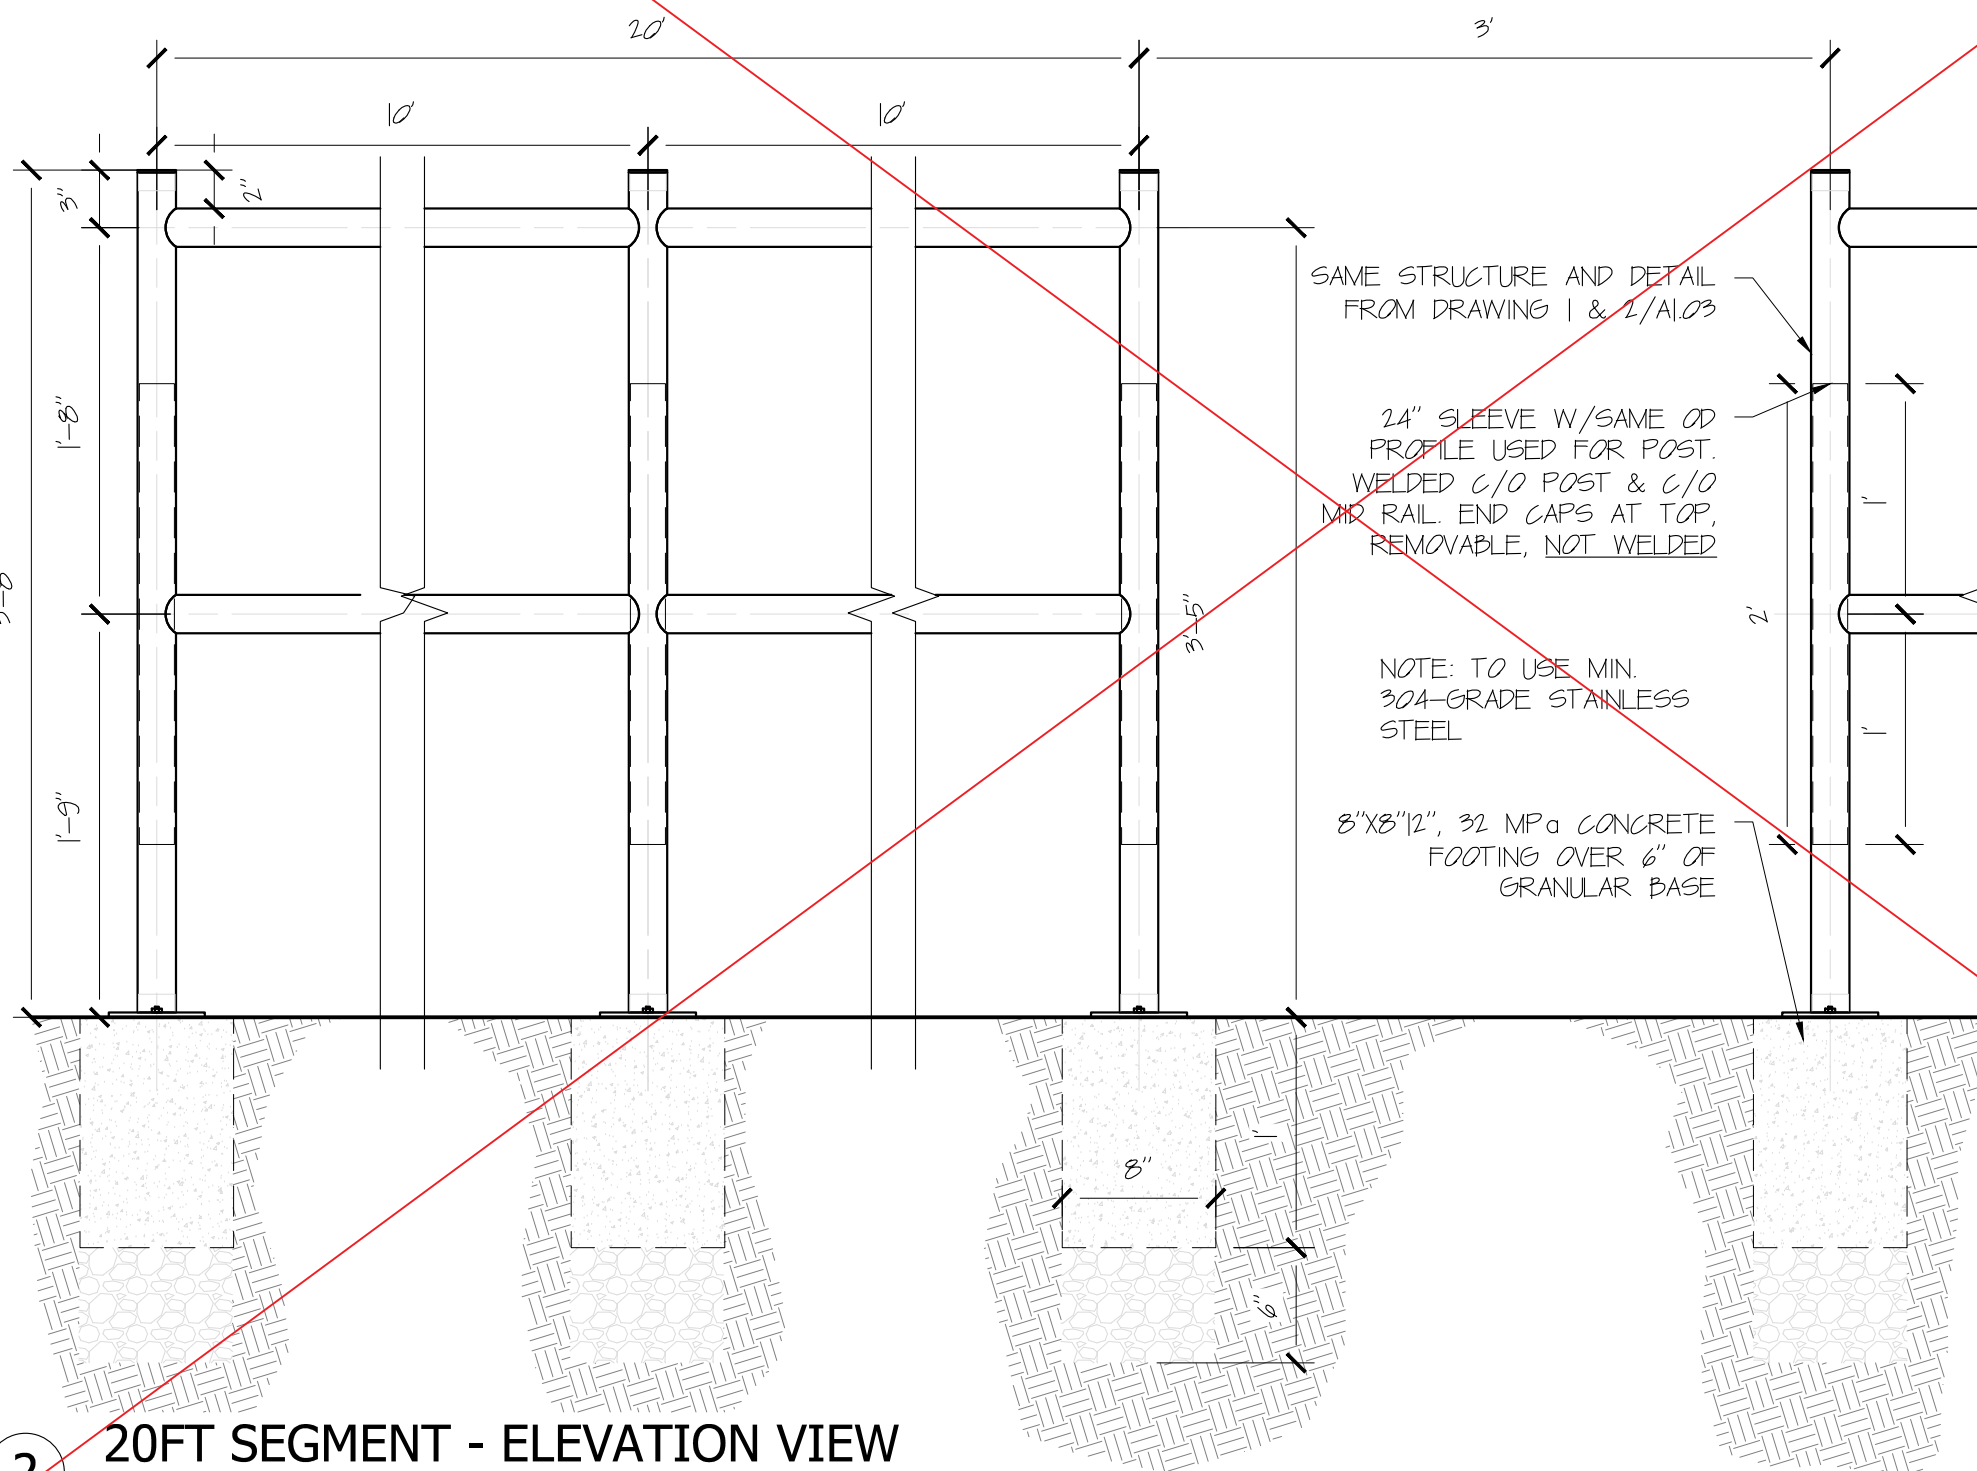 20'
3'
10'
10'
3"
2"
1'-8"
1'-9"
3'-5"
SAME STRUCTURE AND DETAIL
FROM DRAWING 1 & 2/A1.03
24" SLEEVE W/SAME OD
PROFILE USED FOR POST.
WELDED C/O POST & C/O
MID RAIL. END CAPS AT TOP,
REMOVABLE, NOT WELDED
1'
2'
1'
NOTE: TO USE MIN.
304-GRADE STAINLESS
STEEL
8"X8"12", 32 MPa CONCRETE
FOOTING OVER 6" OF
GRANULAR BASE
1'
8"
6"
2
20FT SEGMENT - ELEVATION VIEW